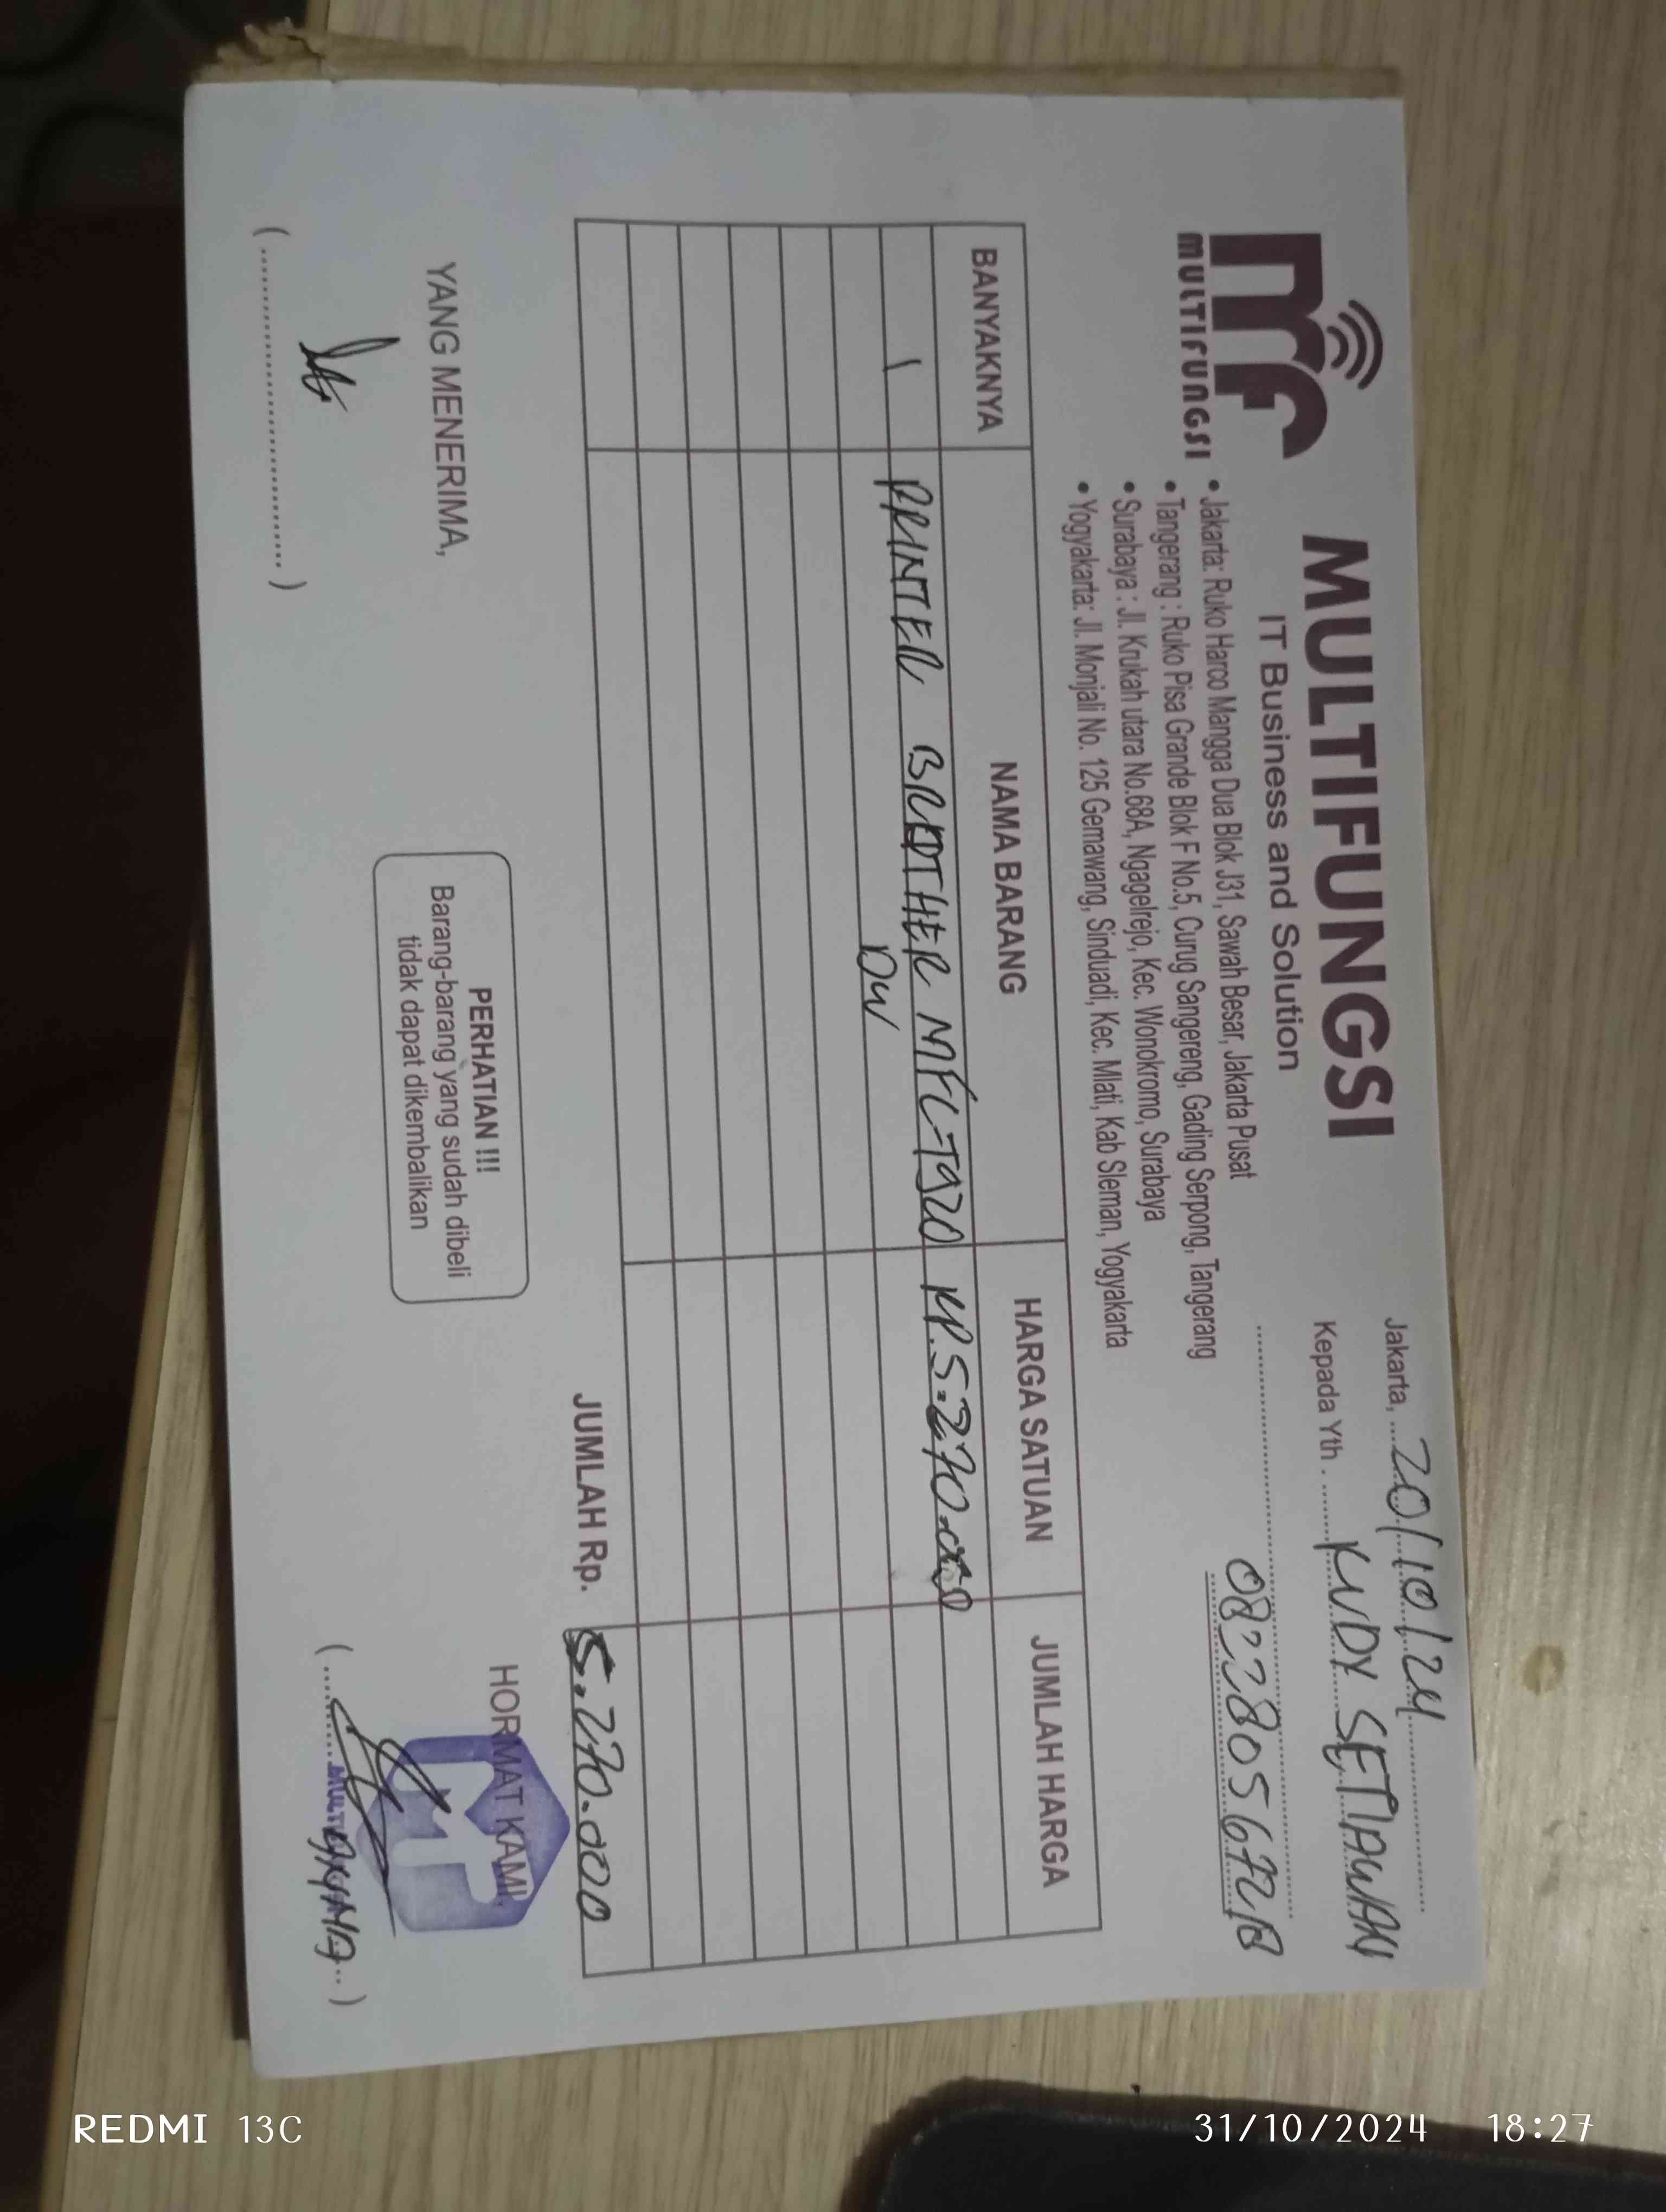 MULTIFUNGSI
MULTIFUNGSI
IT Business and Solution
• Jakarta: Ruko Harco Mangga Dua Blok J31, Sawah Besar, Jakarta Pusat
• Tangerang : Ruko Pisa Grande Blok F No.5, Curug Sangereng, Gading Serpong, Tangerang
• Surabaya : Jl. Krukah utara No.68A, Ngagelrejo, Kec. Wonokromo, Surabaya
• Yogyakarta: Jl. Monjali No. 125 Gemawang, Sinduadi, Kec. Mlati, Kab Sleman, Yogyakarta
Jakarta, 20/10/24
Kepada Yth. SETIAWAN
BANYAKNYA NAMA BARANG HARGA SATUAN JUMLAH HARGA
1 PRINTER BROTHER MFC-T920 RP.5.270.000
DW
JUMLAH Rp. 5.270.000
YANG MENERIMA,
PERHATIAN !!!
Barang-barang yang sudah dibeli
tidak dapat dikembalikan
HORMAT KAMI,
REDMI 13C
31/10/2024 18:27